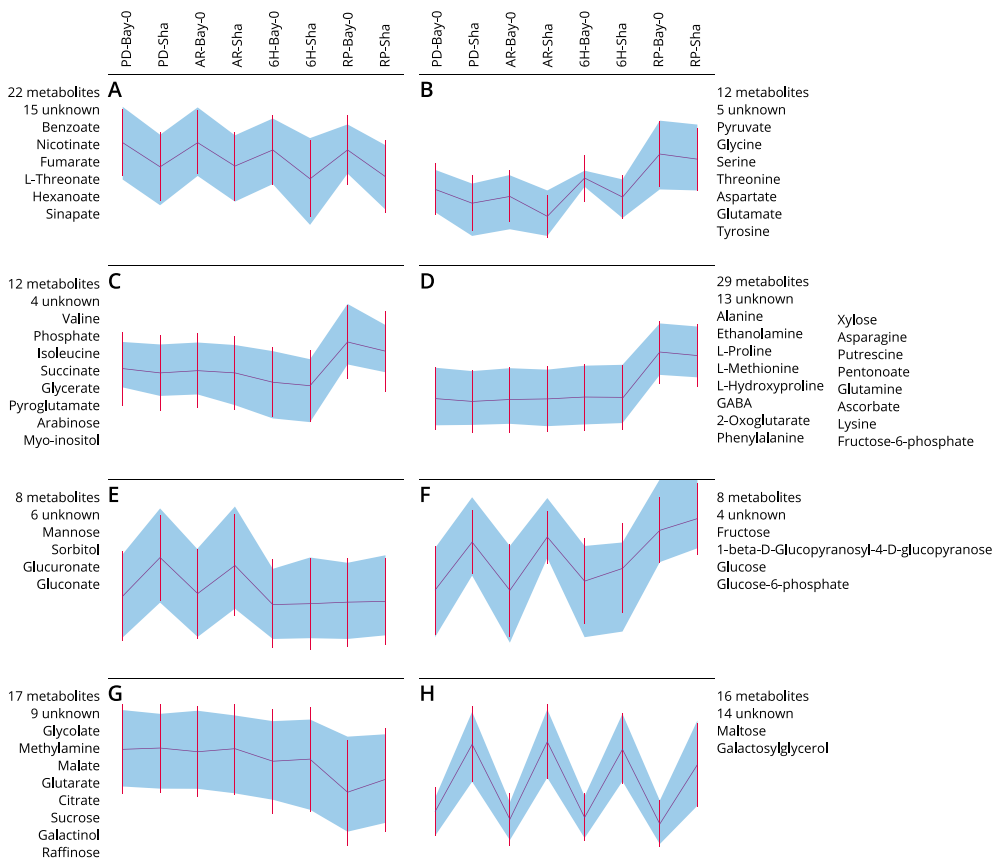 PD-Bay-0
PD-Sha
AR-Bay-0
AR-Sha
6H-Bay-0
6H-Sha
RP-Bay-0
RP-Sha
PD-Bay-0
PD-Sha
AR-Bay-0
AR-Sha
6H-Bay-0
6H-Sha
RP-Bay-0
RP-Sha
A
22 metabolites
15 unknown
Benzoate
Nicotinate
Fumarate
L-Threonate
Hexanoate
Sinapate
B
12 metabolites
5 unknown
Pyruvate
Glycine
Serine
Threonine
Aspartate
Glutamate
Tyrosine
C
12 metabolites
4 unknown
Valine
Phosphate
Isoleucine
Succinate
Glycerate
Pyroglutamate
Arabinose
Myo-inositol
D
29 metabolites
13 unknown
Alanine
Ethanolamine
L-Proline
L-Methionine
L-Hydroxyproline
GABA
2-Oxoglutarate
Phenylalanine
Xylose
Asparagine
Putrescine
Pentonoate
Glutamine
Ascorbate
Lysine
Fructose-6-phosphate
E
8 metabolites
6 unknown
Mannose
Sorbitol
Glucuronate
Gluconate
F
8 metabolites
4 unknown
Fructose
1-beta-D-Glucopyranosyl-4-D-glucopyranose
Glucose
Glucose-6-phosphate
G
17 metabolites
9 unknown
Glycolate
Methylamine
Malate
Glutarate
Citrate
Sucrose
Galactinol
Raffinose
H
16 metabolites
14 unknown
Maltose
Galactosylglycerol